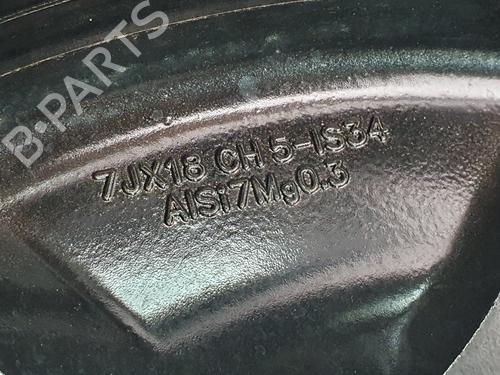 B-PARTS
7JX18 CH 5-IS34
AlSi7Mg0.3